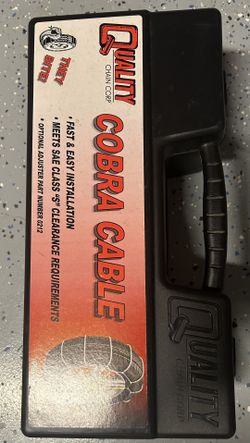 QUALITY
CHAIN CORP
THEY
BITE!
COBRA CABLE
• FAST & EASY INSTALLATION
• MEETS SAE CLASS "S" CLEARANCE REQUIREMENTS
• OPTIONAL ADJUSTER PART NUMBER 0212
QUALITY